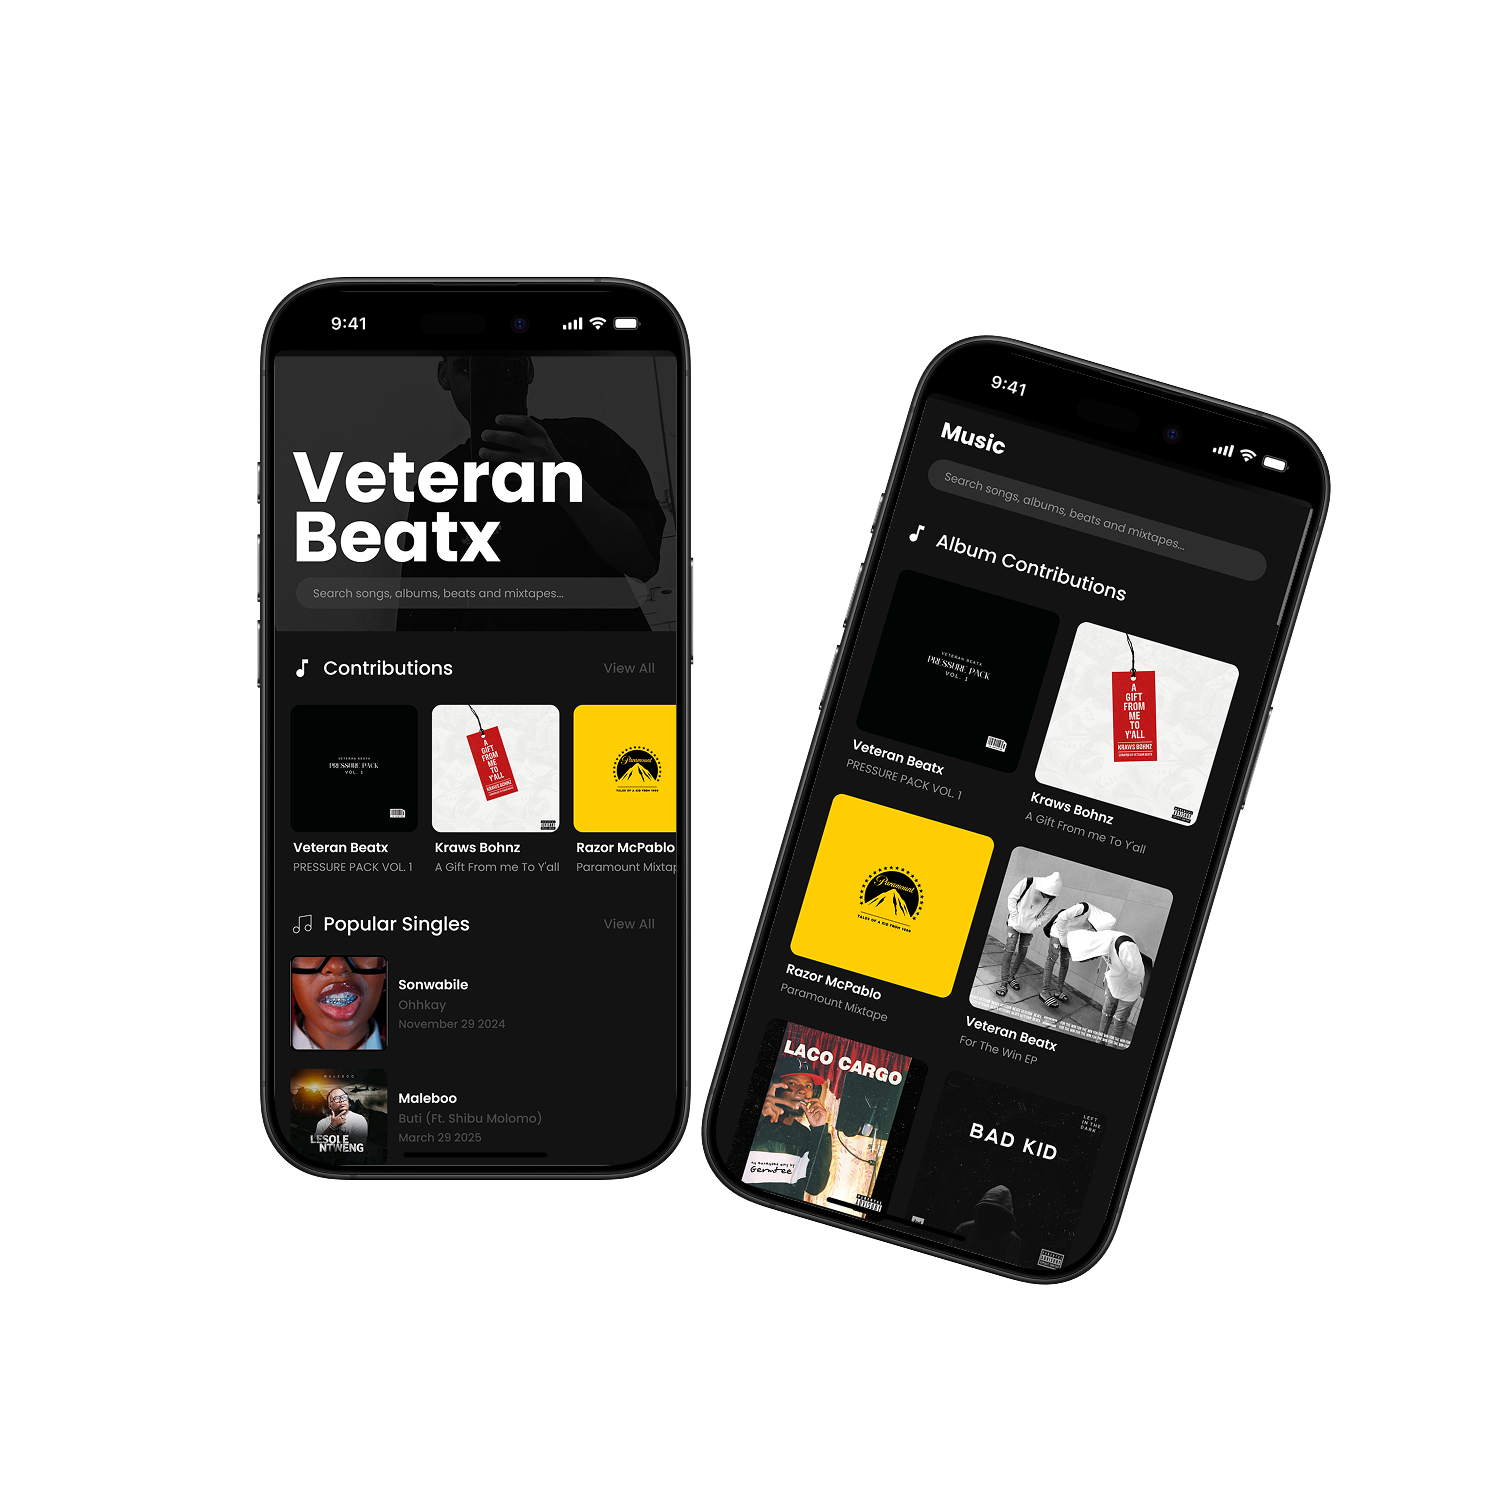 9:41
Veteran
Beatx
Search songs, albums, beats and mixtapes...
Contributions
View All
VETERAN BEATX
PRESSURE PACK
VOL. 1
A
GIFT
FROM
ME
TO
Y'ALL
KRAWS BOHNZ
Paramount
TALES OF A KID FROM 1990
Veteran Beatx
PRESSURE PACK VOL. 1
Kraws Bohnz
A Gift From me To Y'all
Razor McPablo
Paramount Mixtap
Popular Singles
View All
Sonwabile
Ohhkay
November 29 2024
MALEBOO
LESOLE
NTWENG
Maleboo
Buti (Ft. Shibu Molomo)
March 29 2025
9:41
Music
Search songs, albums, beats and mixtapes...
Album Contributions
VETERAN BEATX
PRESSURE PACK
VOL. 1
A
GIFT
FROM
ME
TO
Y'ALL
KRAWS BOHNZ
CURATED BY VETERAN BEATX
Veteran Beatx
PRESSURE PACK VOL. 1
Kraws Bohnz
A Gift From me To Y'all
Paramount
TALES OF A KID FROM 1990
Razor McPablo
Paramount Mixtape
Veteran Beatx
For The Win EP
LACO CARGO
LEFT
IN THE
DARK
BAD KID